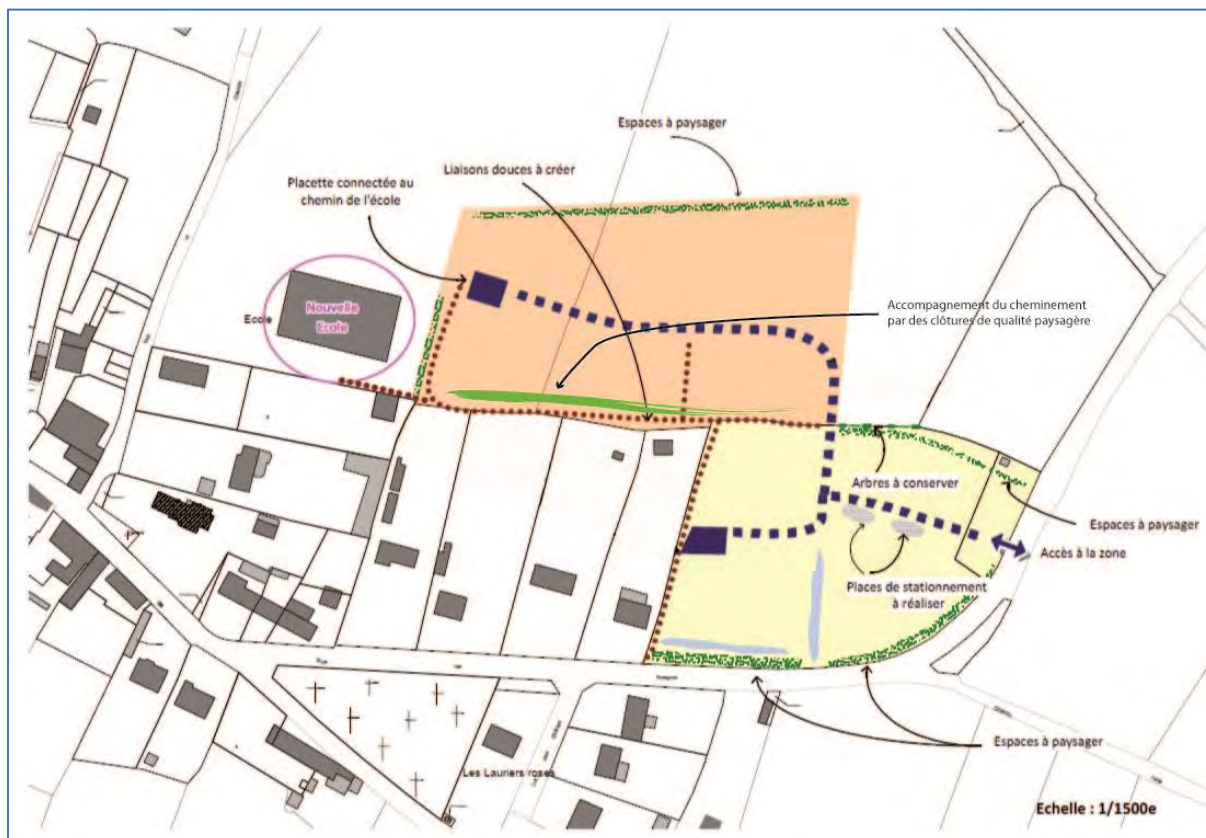 Espaces à paysager
Liaisons douces à créer
Placette connectée au
chemin de l'école
Accompagnement du cheminement
par des clôtures de qualité paysagère
Nouvelle
Ecole
Ecole
Arbres à conserver
Espaces à paysager
Accès à la zone
Places de stationnement
à réaliser
Espaces à paysager
Les Lauriers roses
Echelle : 1/1500e